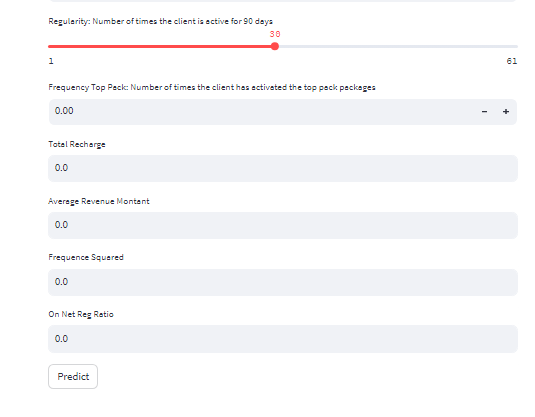 Regularity: Number of times the client is active for 90 days
30
1
61
Frequency Top Pack: Number of times the client has activated the top pack packages
0.00
− +
Total Recharge
0.0
Average Revenue Montant
0.0
Frequence Squared
0.0
On Net Reg Ratio
0.0
Predict